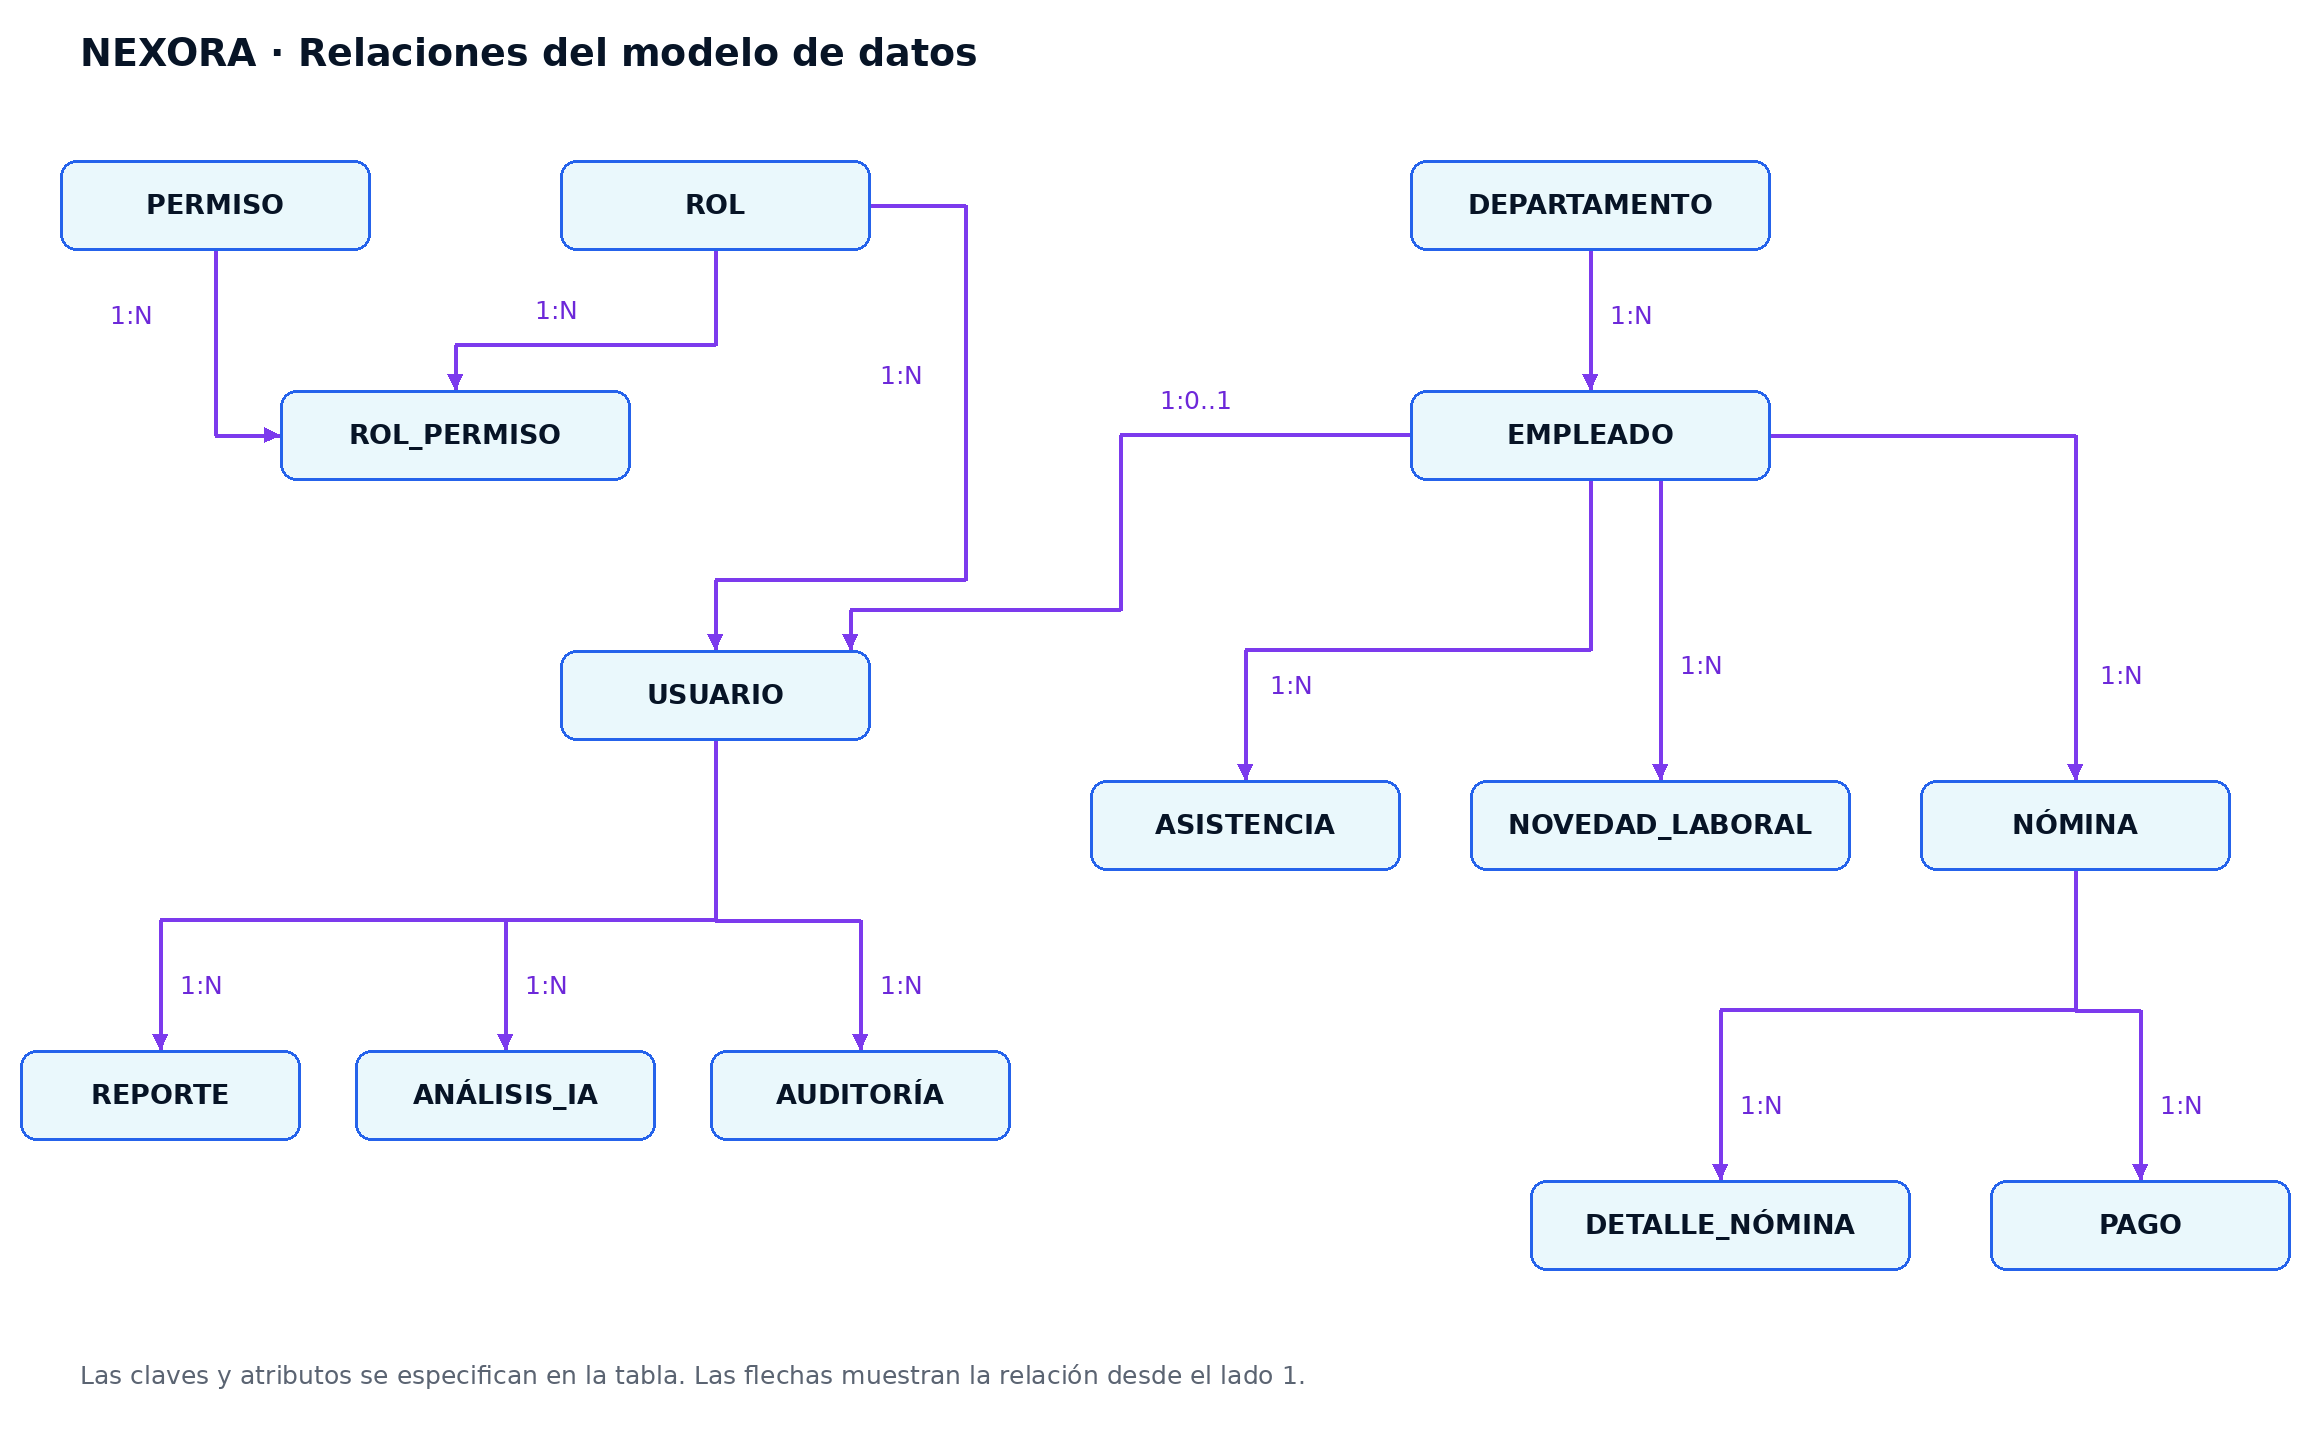 NEXORA · Relaciones del modelo de datos
PERMISO
ROL
DEPARTAMENTO
1:N
1:N
1:N
1:N
1:0..1
ROL_PERMISO
EMPLEADO
USUARIO
1:N
1:N
1:N
ASISTENCIA
NOVEDAD_LABORAL
NÓMINA
1:N
1:N
1:N
REPORTE
ANÁLISIS_IA
AUDITORÍA
1:N
1:N
DETALLE_NÓMINA
PAGO
Las claves y atributos se especifican en la tabla. Las flechas muestran la relación desde el lado 1.